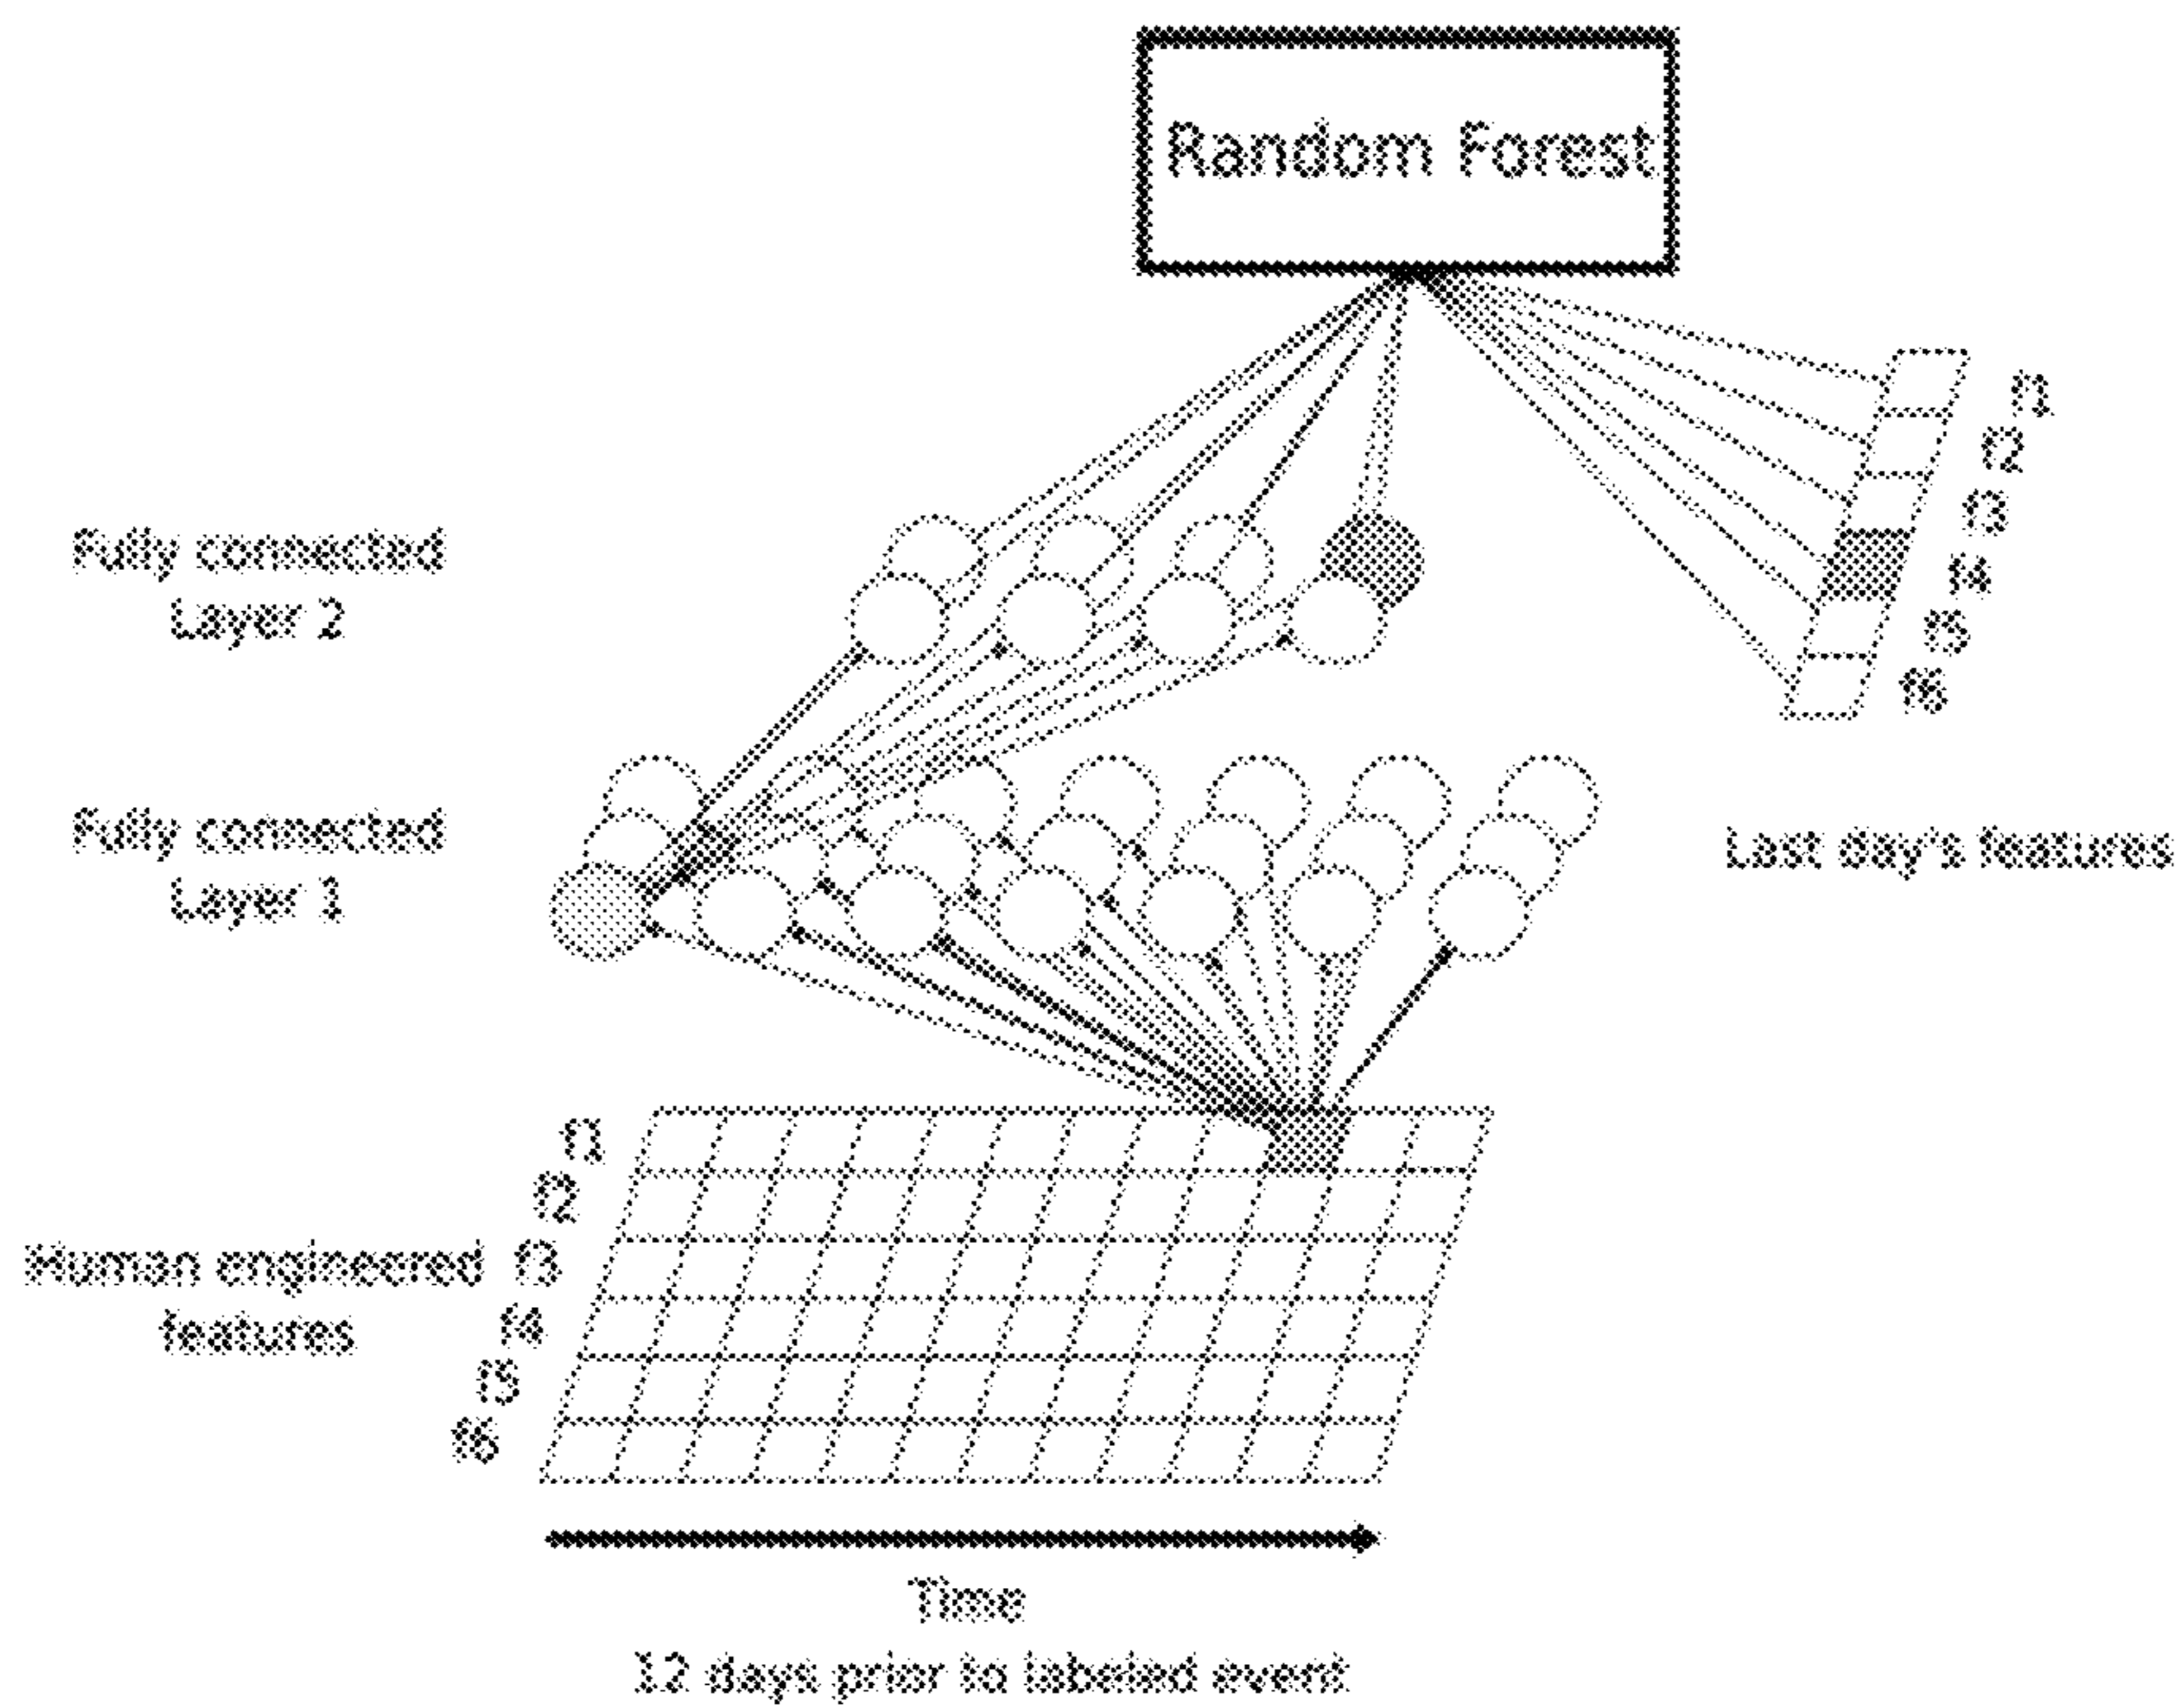 Random Forest
f1
f2
f3
f4
f5
f6
Fully connected
Layer 2
Fully connected
Layer 1
Last day's features
f1
f2
Human engineered
features
f3
f4
f5
f6
Time
12 days prior to labeled event